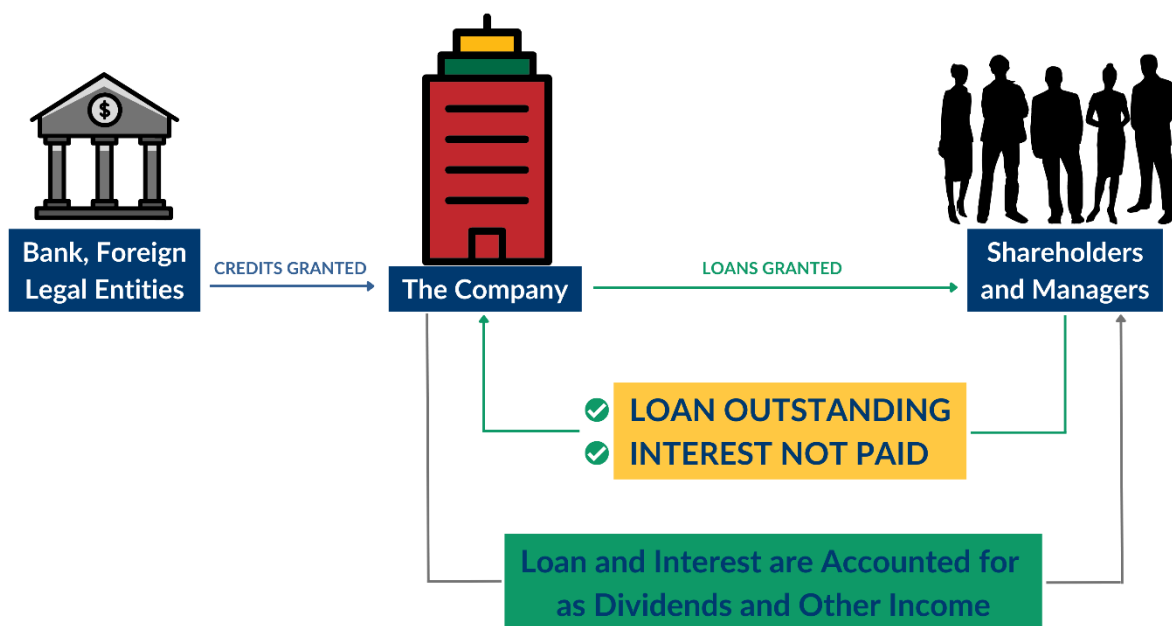 $
Bank, Foreign
Legal Entities
CREDITS GRANTED
The Company
LOANS GRANTED
Shareholders
and Managers
LOAN OUTSTANDING
INTEREST NOT PAID
Loan and Interest are Accounted for
as Dividends and Other Income